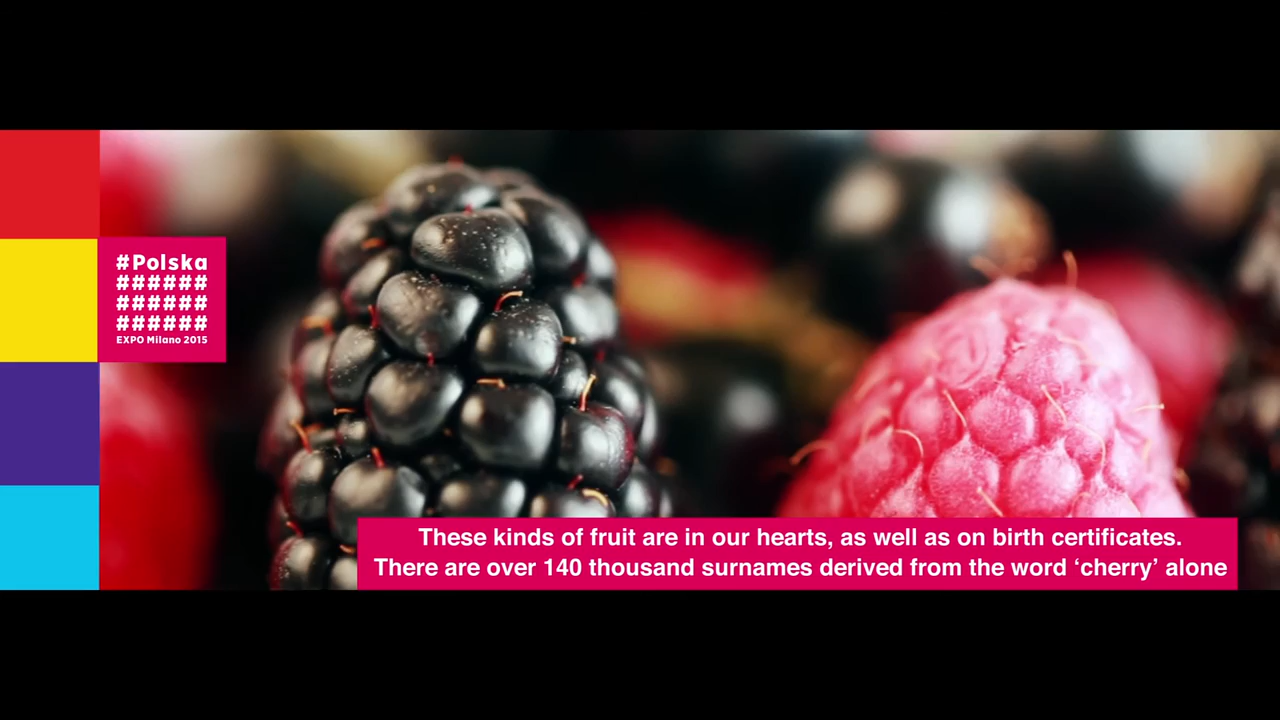 #Polska
######
######
######
EXPO Milano 2015
These kinds of fruit are in our hearts, as well as on birth certificates.
There are over 140 thousand surnames derived from the word ‘cherry’ alone